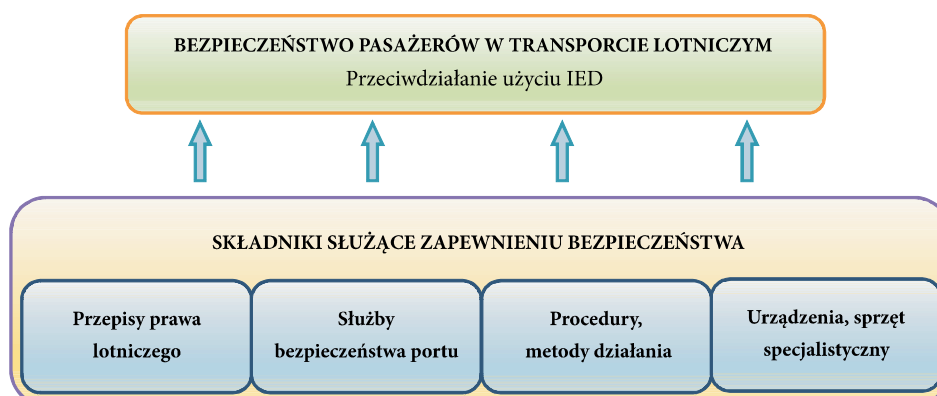 BEZPIECZEŃSTWO PASAŻERÓW W TRANSPORCIE LOTNICZYM
Przeciwdziałanie użyciu IED
SKŁADNIKI SŁUŻĄCE ZAPEWNIENIU BEZPIECZEŃSTWA
Przepisy prawa
lotniczego
Służby
bezpieczeństwa portu
Procedury,
metody działania
Urządzenia, sprzęt
specjalistyczny